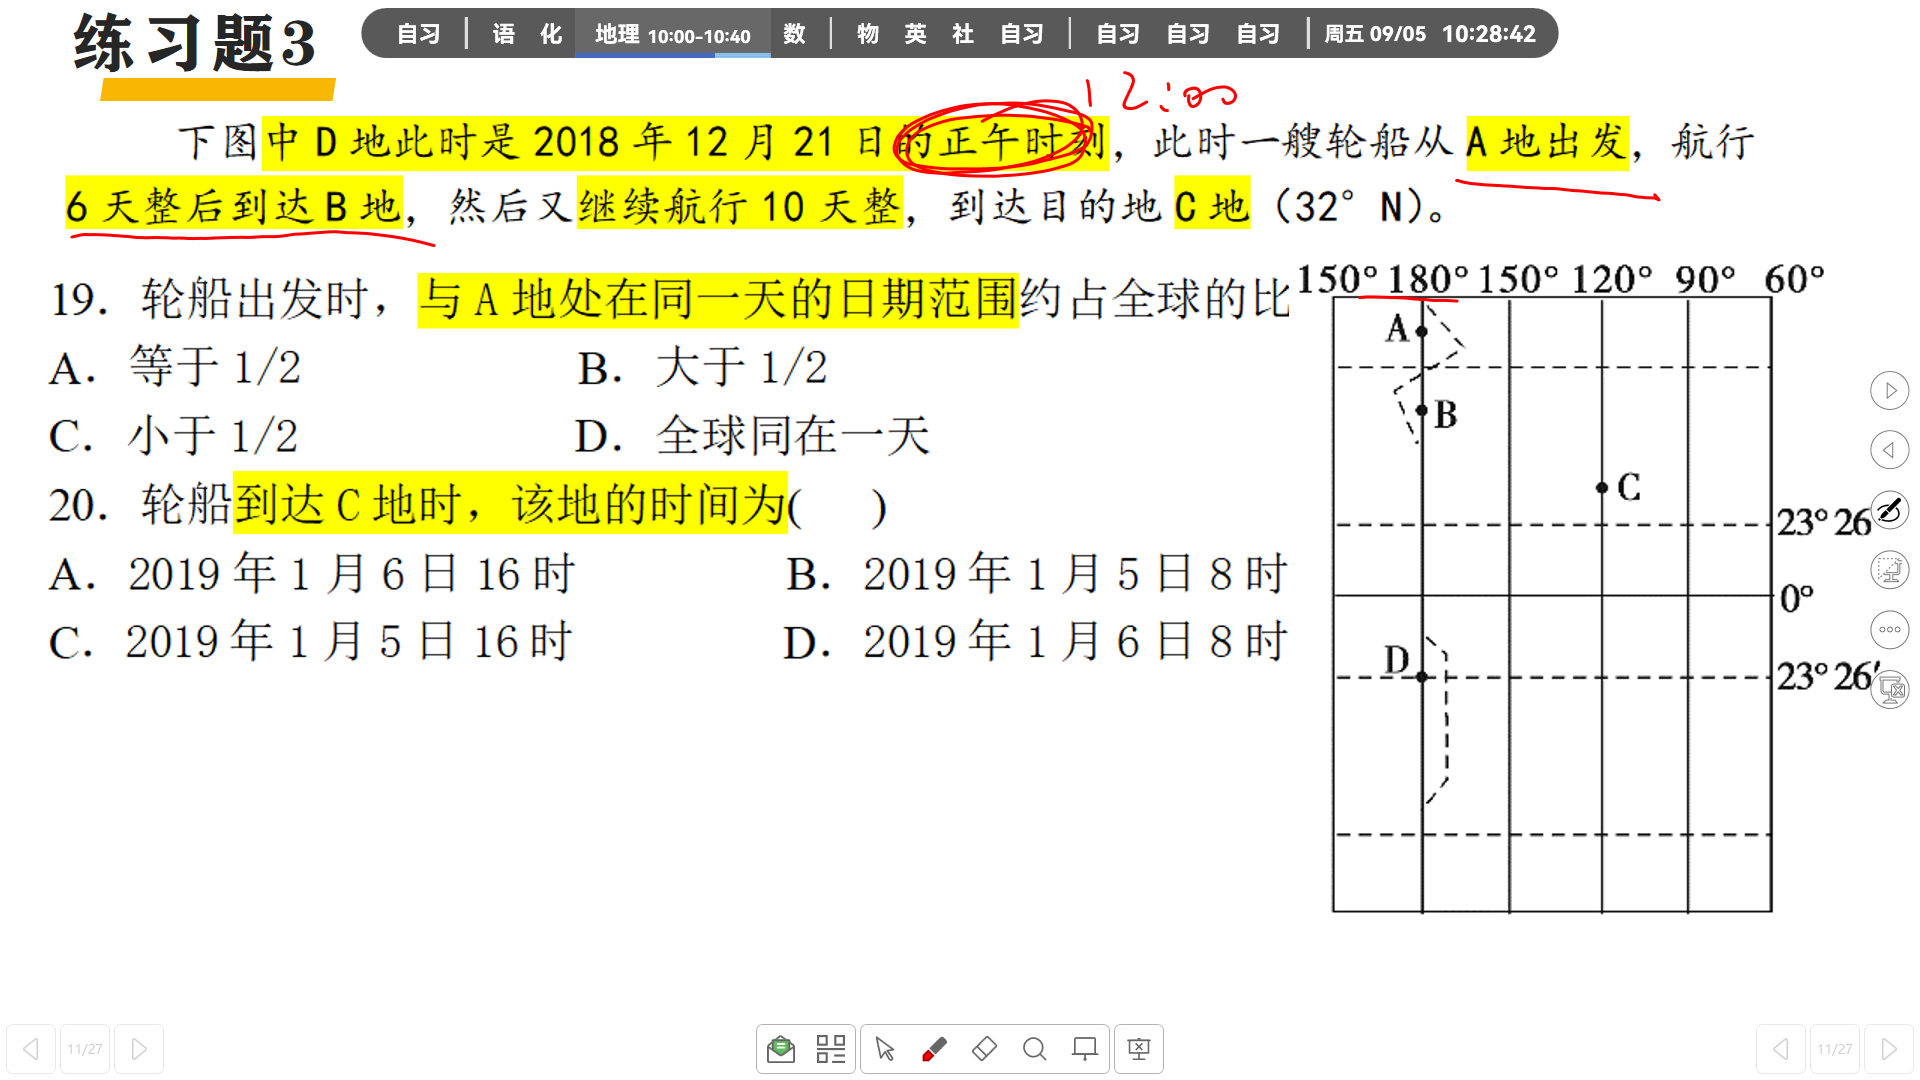 练习题3
自习 | 语 化 地理 10:00-10:40 数 | 物 英 社 自习 | 自习 自习 自习 | 周五 09/05 10:28:42
12:00
下图中 D 地此时是 2018 年 12 月 21 日的正午时刻，此时一艘轮船从 A 地出发，航行
6 天整后到达 B 地，然后又继续航行 10 天整，到达目的地 C 地（32° N）。
19．轮船出发时，与 A 地处在同一天的日期范围约占全球的比
A．等于 1/2 B．大于 1/2
C．小于 1/2 D．全球同在一天
20．轮船到达 C 地时，该地的时间为( )
A．2019 年 1 月 6 日 16 时 B．2019 年 1 月 5 日 8 时
C．2019 年 1 月 5 日 16 时 D．2019 年 1 月 6 日 8 时
150° 180° 150° 120° 90° 60°
A
B
C
23° 26
0°
D
23° 26′
11/27
11/27